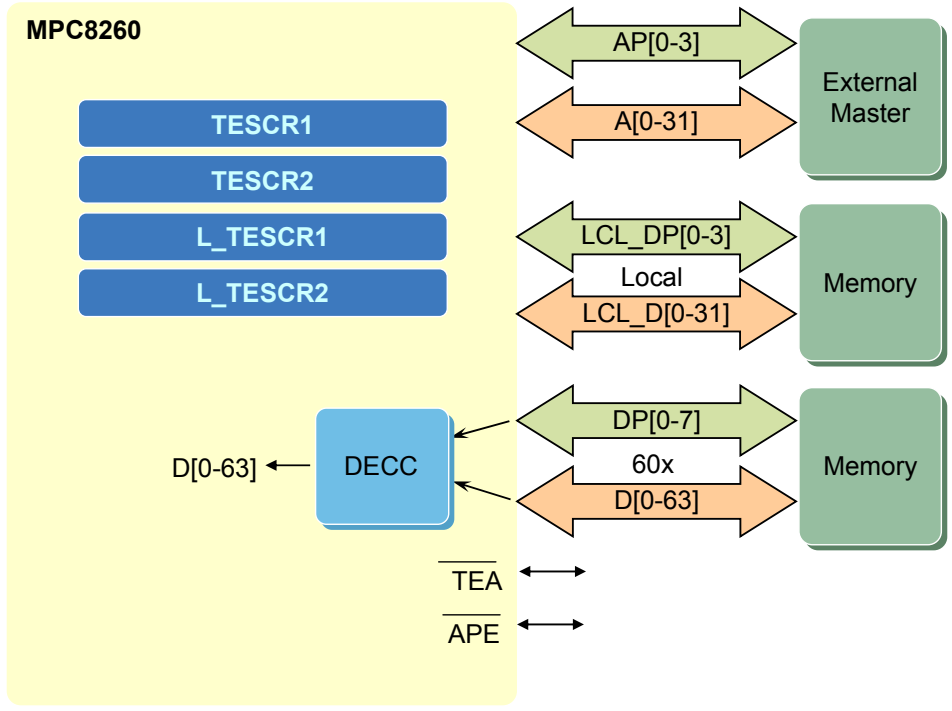 MPC8260
AP[0-3]
External
Master
A[0-31]
TESCR1
TESCR2
L_TESCR1
L_TESCR2
LCL_DP[0-3]
Local
LCL_D[0-31]
Memory
DP[0-7]
60x
D[0-63]
Memory
DECC
D[0-63]
TEA
APE